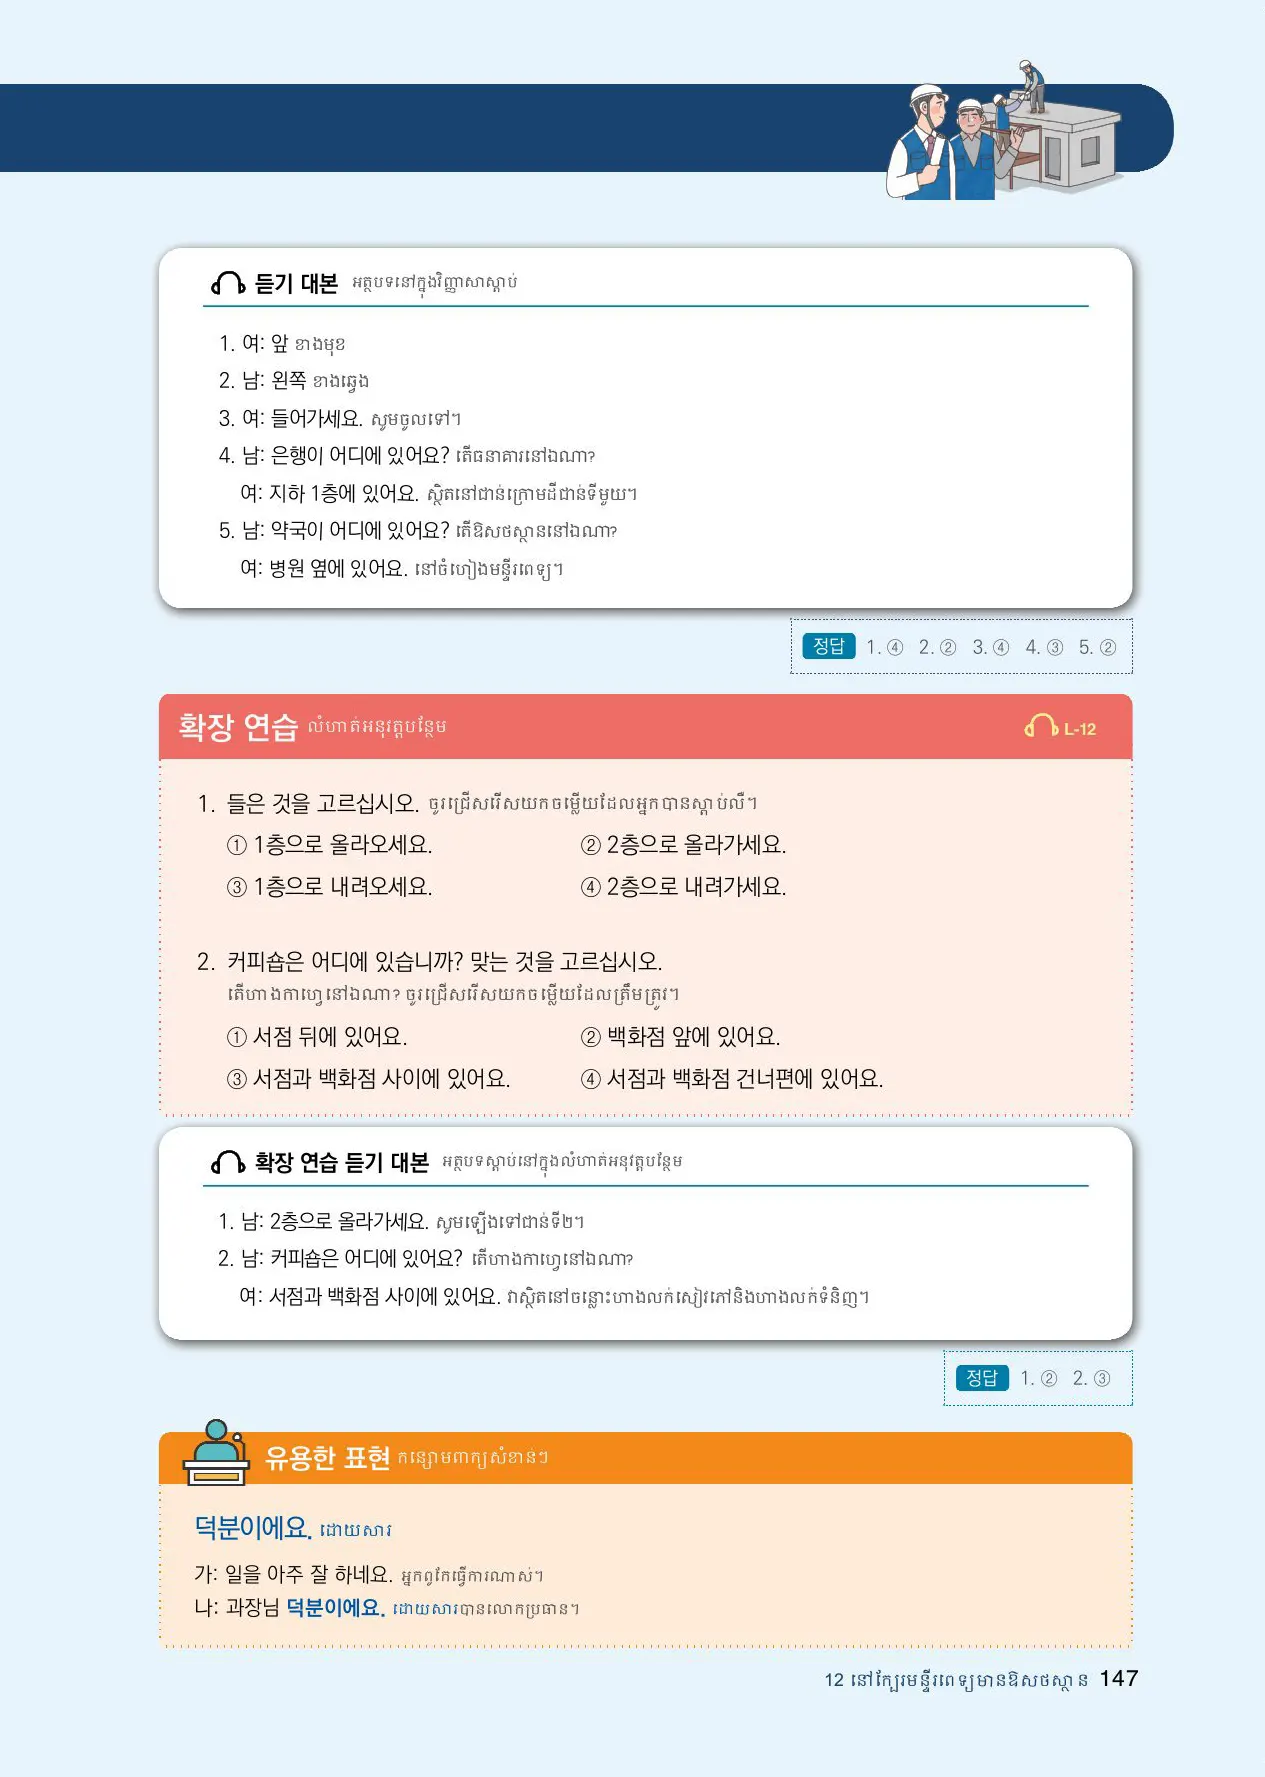 듣기 대본 អត្ថបទនៅក្នុងវិញ្ញាសាស្តាប់
1. 여: 앞 ខាងមុខ
2. 남: 왼쪽 ខាងឆ្វេង
3. 여: 들어가세요. សូមចូលទៅ។
4. 남: 은행이 어디에 있어요? តើធនាគារនៅឯណា?
여: 지하 1층에 있어요. ស្ថិតនៅជាន់ក្រោមដីជាន់ទីមួយ។
5. 남: 약국이 어디에 있어요? តើឱសថស្ថាននៅឯណា?
여: 병원 옆에 있어요. នៅចំហៀងមន្ទីរពេទ្យ។
정답 1. ④ 2. ② 3. ④ 4. ③ 5. ②
확장 연습 លំហាត់អនុវត្តបន្ថែម L-12
1. 들은 것을 고르십시오. ចូរជ្រើសរើសយកចម្លើយដែលអ្នកបានស្តាប់លឺ។
① 1층으로 올라오세요. ② 2층으로 올라가세요.
③ 1층으로 내려오세요. ④ 2층으로 내려가세요.
2. 커피숍은 어디에 있습니까? 맞는 것을 고르십시오.
តើហាងកាហ្វេនៅឯណា? ចូរជ្រើសរើសយកចម្លើយដែលត្រឹមត្រូវ។
① 서점 뒤에 있어요. ② 백화점 앞에 있어요.
③ 서점과 백화점 사이에 있어요. ④ 서점과 백화점 건너편에 있어요.
확장 연습 듣기 대본 អត្ថបទស្តាប់នៅក្នុងលំហាត់អនុវត្តបន្ថែម
1. 남: 2층으로 올라가세요. សូមឡើងទៅជាន់ទី២។
2. 남: 커피숍은 어디에 있어요? តើហាងកាហ្វេនៅឯណា?
여: 서점과 백화점 사이에 있어요. វាស្ថិតនៅចន្លោះហាងលក់សៀវភៅនិងហាងលក់ទំនិញ។
정답 1. ② 2. ③
유용한 표현 កន្សោមពាក្យសំខាន់ៗ
덕분이에요. ដោយសារ
가: 일을 아주 잘 하네요. អ្នកពូកែធ្វើការណាស់។
나: 과장님 덕분이에요. ដោយសារបានលោកប្រធាន។
12 នៅក្បែរមន្ទីរពេទ្យមានឱសថស្ថាន 147